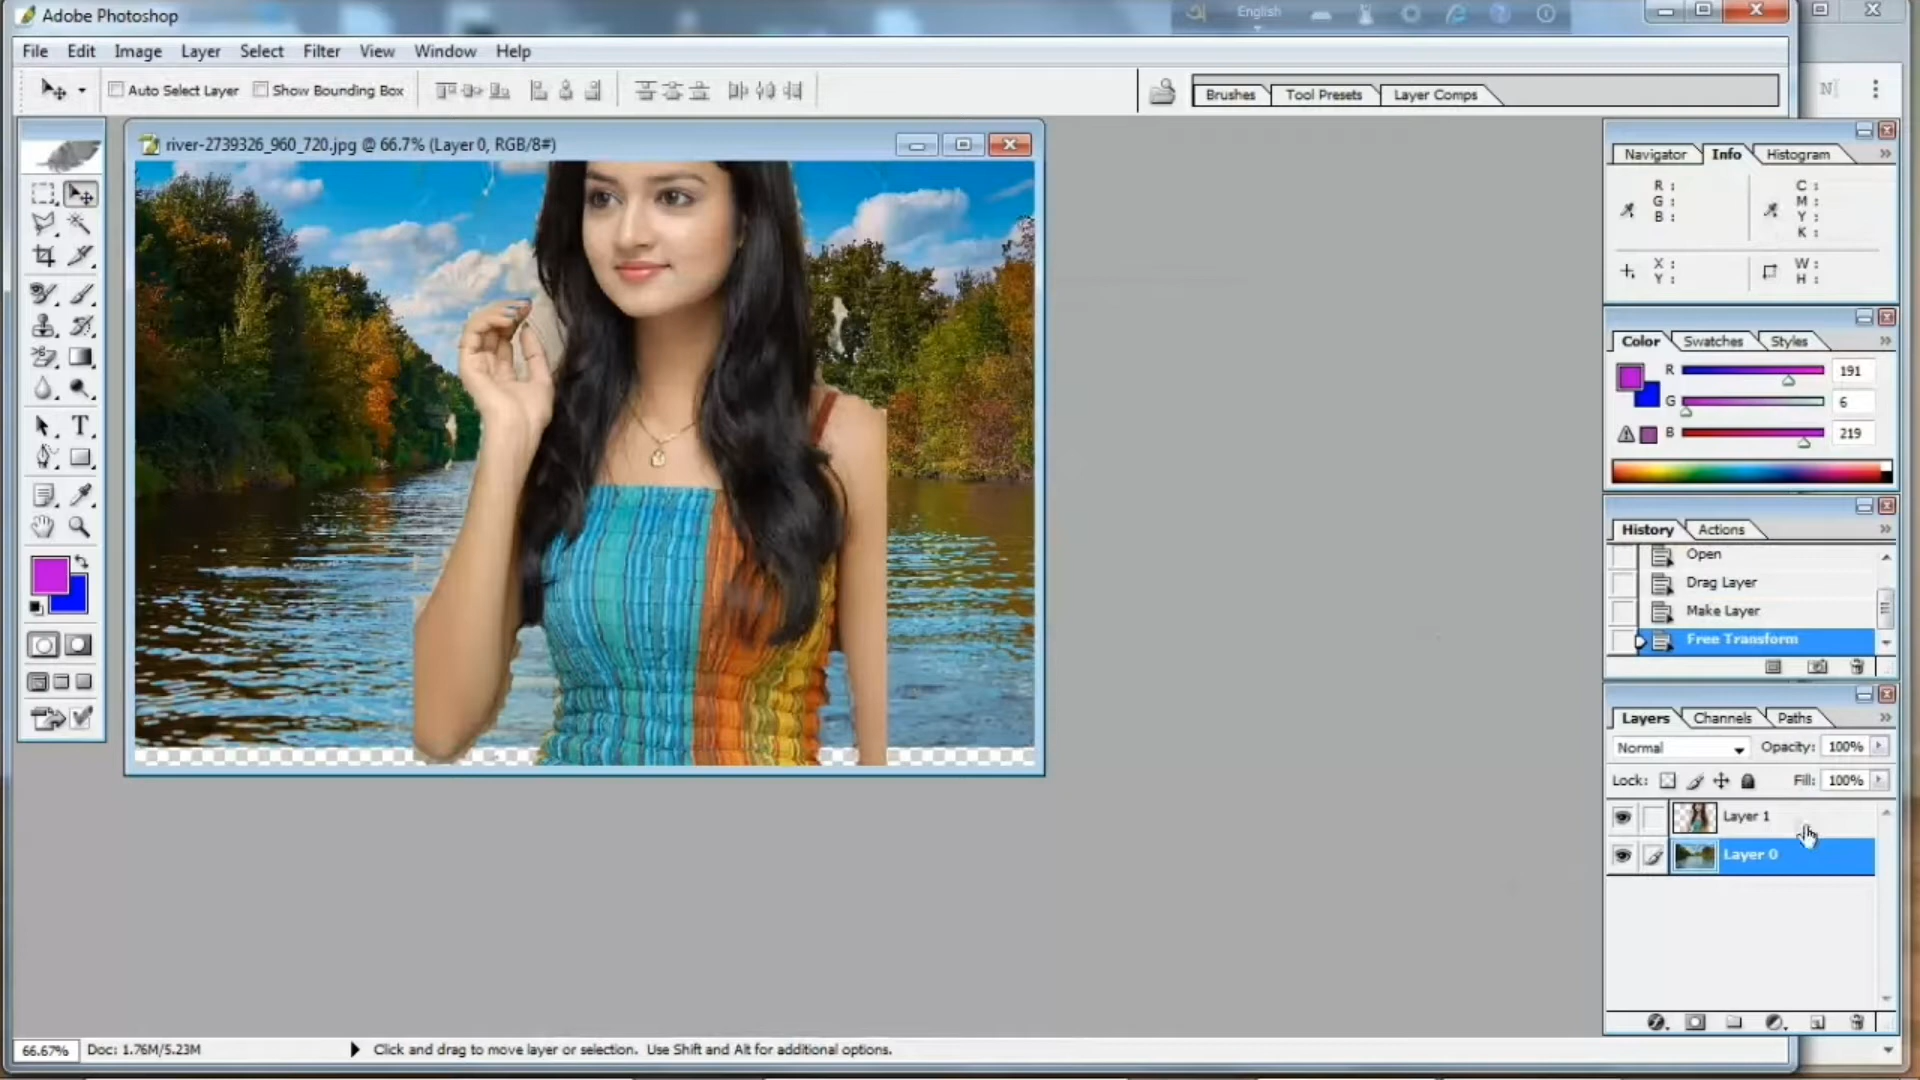 Adobe Photoshop
English
File Edit Image Layer Select Filter View Window Help
Auto Select Layer Show Bounding Box
Brushes Tool Presets Layer Comps
river-2739326_960_720.jpg @ 66.7% (Layer 0, RGB/8#)
Navigator Info Histogram
R :
G :
B :
C :
M :
Y :
K :
X :
Y :
W :
H :
Color Swatches Styles
R 191
G 6
B 219
History Actions
Open
Drag Layer
Make Layer
Free Transform
Layers Channels Paths
Normal Opacity: 100%
Lock: Fill: 100%
Layer 1
Layer 0
66.67% Doc: 1.76M/5.23M Click and drag to move layer or selection. Use Shift and Alt for additional options.